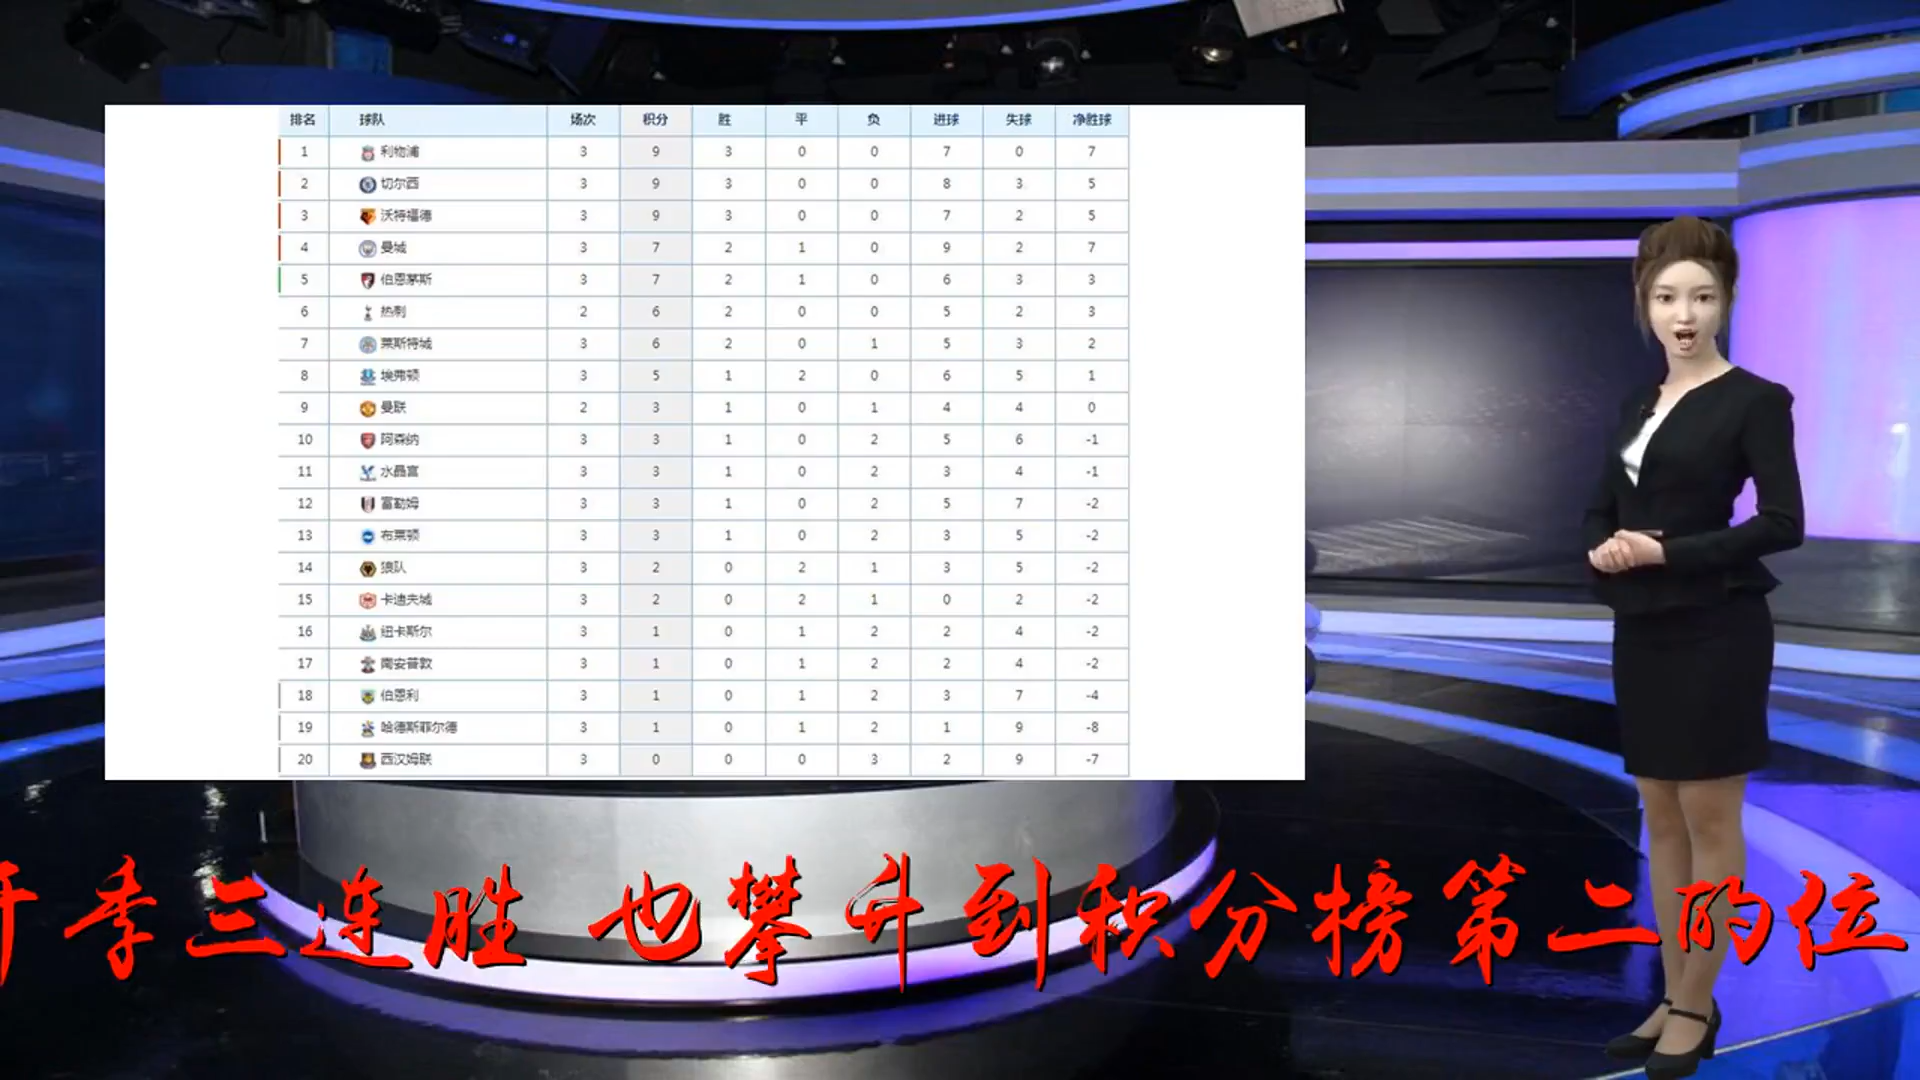 排名 球队 场次 积分 胜 平 负 进球 失球 净胜球
1 利物浦 3 9 3 0 0 7 0 7
2 切尔西 3 9 3 0 0 8 3 5
3 沃特福德 3 9 3 0 0 7 2 5
4 曼城 3 7 2 1 0 9 2 7
5 伯恩茅斯 3 7 2 1 0 6 3 3
6 热刺 2 6 2 0 0 5 2 3
7 莱斯特城 3 6 2 0 1 5 3 2
8 埃弗顿 3 5 1 2 0 6 5 1
9 曼联 2 3 1 0 1 4 4 0
10 阿森纳 3 3 1 0 2 5 6 -1
11 水晶宫 3 3 1 0 2 3 4 -1
12 富勒姆 3 3 1 0 2 5 7 -2
13 布莱顿 3 3 1 0 2 3 5 -2
14 狼队 3 2 0 2 1 3 5 -2
15 卡迪夫城 3 2 0 2 1 0 2 -2
16 纽卡斯尔 3 1 0 1 2 2 4 -2
17 南安普敦 3 1 0 1 2 2 4 -2
18 伯恩利 3 1 0 1 2 3 7 -4
19 哈德斯菲尔德 3 1 0 1 2 1 9 -8
20 西汉姆联 3 0 0 0 3 2 9 -7
季三连胜 也攀升到积分榜第二的位